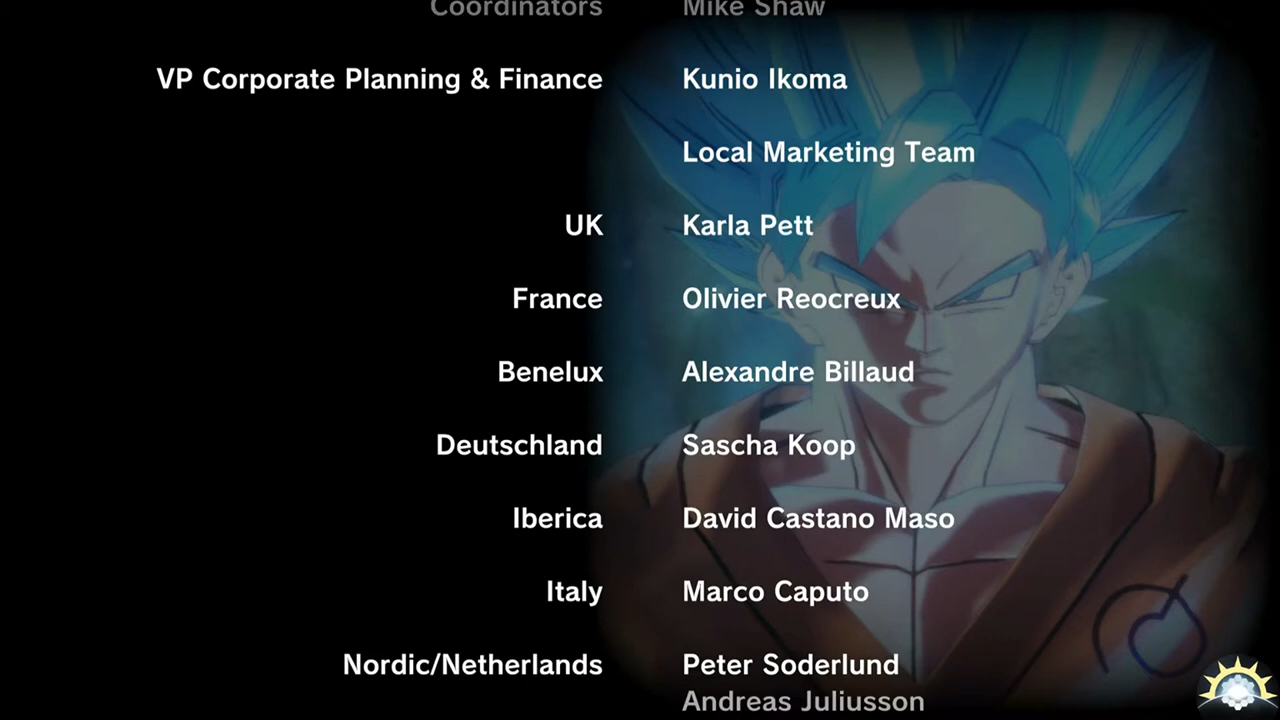 Coordinators Mike Shaw
VP Corporate Planning & Finance Kunio Ikoma
Local Marketing Team
UK Karla Pett
France Olivier Reocreux
Benelux Alexandre Billaud
Deutschland Sascha Koop
Iberica David Castano Maso
Italy Marco Caputo
Nordic/Netherlands Peter Soderlund
Andreas Juliusson